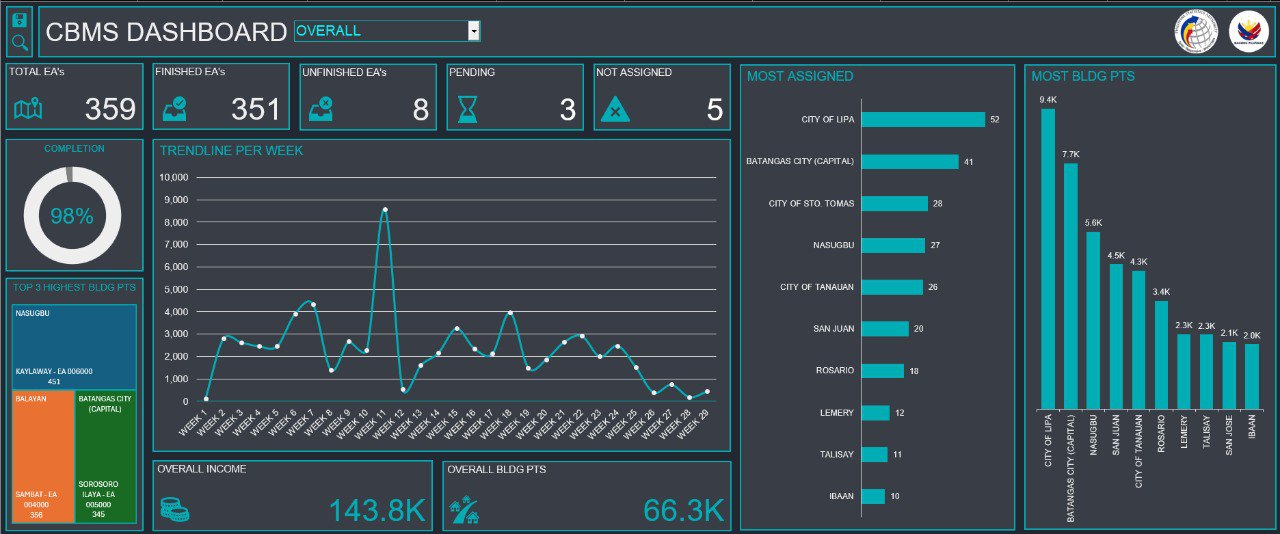 CBMS DASHBOARD
OVERALL
TOTAL EA's
359
FINISHED EA's
351
UNFINISHED EA's
8
PENDING
3
NOT ASSIGNED
5
COMPLETION
98%
TOP 3 HIGHEST BLDG PTS
NASUGBU
KAYLAWAY - EA 006000
451
BALAYAN
SAMBAT - EA
004000
356
BATANGAS CITY
(CAPITAL)
SOROSORO
ILAYA - EA
005000
345
TRENDLINE PER WEEK
10,000
9,000
8,000
7,000
6,000
5,000
4,000
3,000
2,000
1,000
0
WEEK 1
WEEK 2
WEEK 3
WEEK 4
WEEK 5
WEEK 6
WEEK 7
WEEK 8
WEEK 9
WEEK 10
WEEK 11
WEEK 12
WEEK 13
WEEK 14
WEEK 15
WEEK 16
WEEK 17
WEEK 18
WEEK 19
WEEK 20
WEEK 21
WEEK 22
WEEK 23
WEEK 24
WEEK 25
WEEK 26
WEEK 27
WEEK 28
WEEK 29
OVERALL INCOME
143.8K
OVERALL BLDG PTS
66.3K
MOST ASSIGNED
CITY OF LIPA 52
BATANGAS CITY (CAPITAL) 41
CITY OF STO. TOMAS 28
NASUGBU 27
CITY OF TANAUAN 26
SAN JUAN 20
ROSARIO 18
LEMERY 12
TALISAY 11
IBAAN 10
MOST BLDG PTS
9.4K
7.7K
5.6K
4.5K
4.3K
3.4K
2.3K
2.3K
2.1K
2.0K
CITY OF LIPA
BATANGAS CITY (CAPITAL)
NASUGBU
SAN JUAN
CITY OF TANAUAN
ROSARIO
LEMERY
TALISAY
SAN JOSE
IBAAN